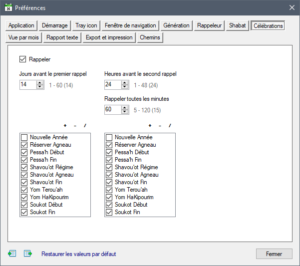 Préférences
Application Démarrage Tray icon Fenêtre de navigation Génération Rappeleur Shabat Célébrations
Vue par mois Rapport texte Export et impression Chemins
Rappeler
Jours avant le premier rappel Heures avant le second rappel
14 1 - 60 (14) 24 1 - 48 (24)
Rappeler toutes les minutes
60 5 - 120 (15)
Nouvelle Année Nouvelle Année
Réserver Agneau Réserver Agneau
Pessa'h Début Pessa'h Début
Pessa'h Fin Pessa'h Fin
Shavou'ot Régime Shavou'ot Régime
Shavou'ot Agneau Shavou'ot Agneau
Shavou'ot Fin Shavou'ot Fin
Yom Terou'ah Yom Terou'ah
Yom HaKipourim Yom HaKipourim
Soukot Début Soukot Début
Soukot Fin Soukot Fin
Restaurer les valeurs par défaut Fermer